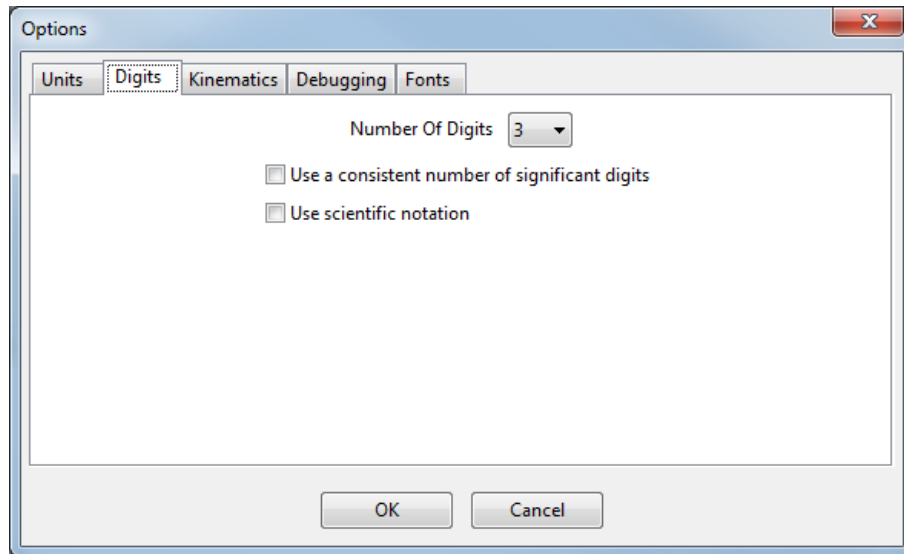 Options
Units Digits Kinematics Debugging Fonts
Number Of Digits 3
Use a consistent number of significant digits
Use scientific notation
OK Cancel